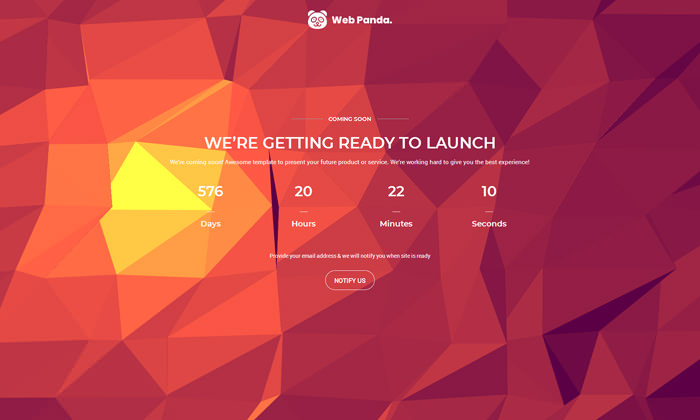 Web Panda.
COMING SOON
WE'RE GETTING READY TO LAUNCH
We're coming soon! Awesome template to present your future product or service. We're working hard to give you the best experience!
576 20 22 10
Days Hours Minutes Seconds
Provide your email address & we will notify you when site is ready
NOTIFY US